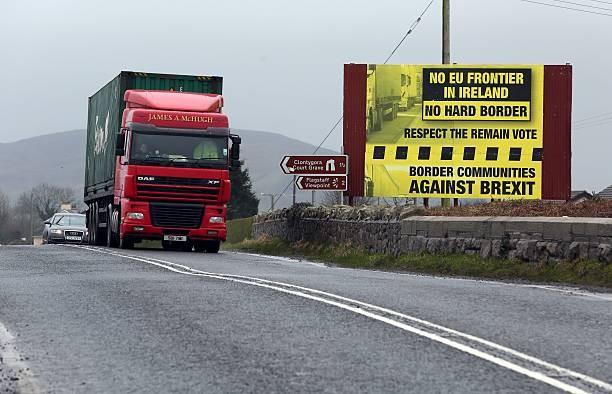 JAMES A McHUGH
DAF
XF
NO EU FRONTIER
IN IRELAND
NO HARD BORDER
RESPECT THE REMAIN VOTE
BORDER COMMUNITIES
AGAINST BREXIT
Clontygora
Court Grave
Flagstaff
Viewpoint